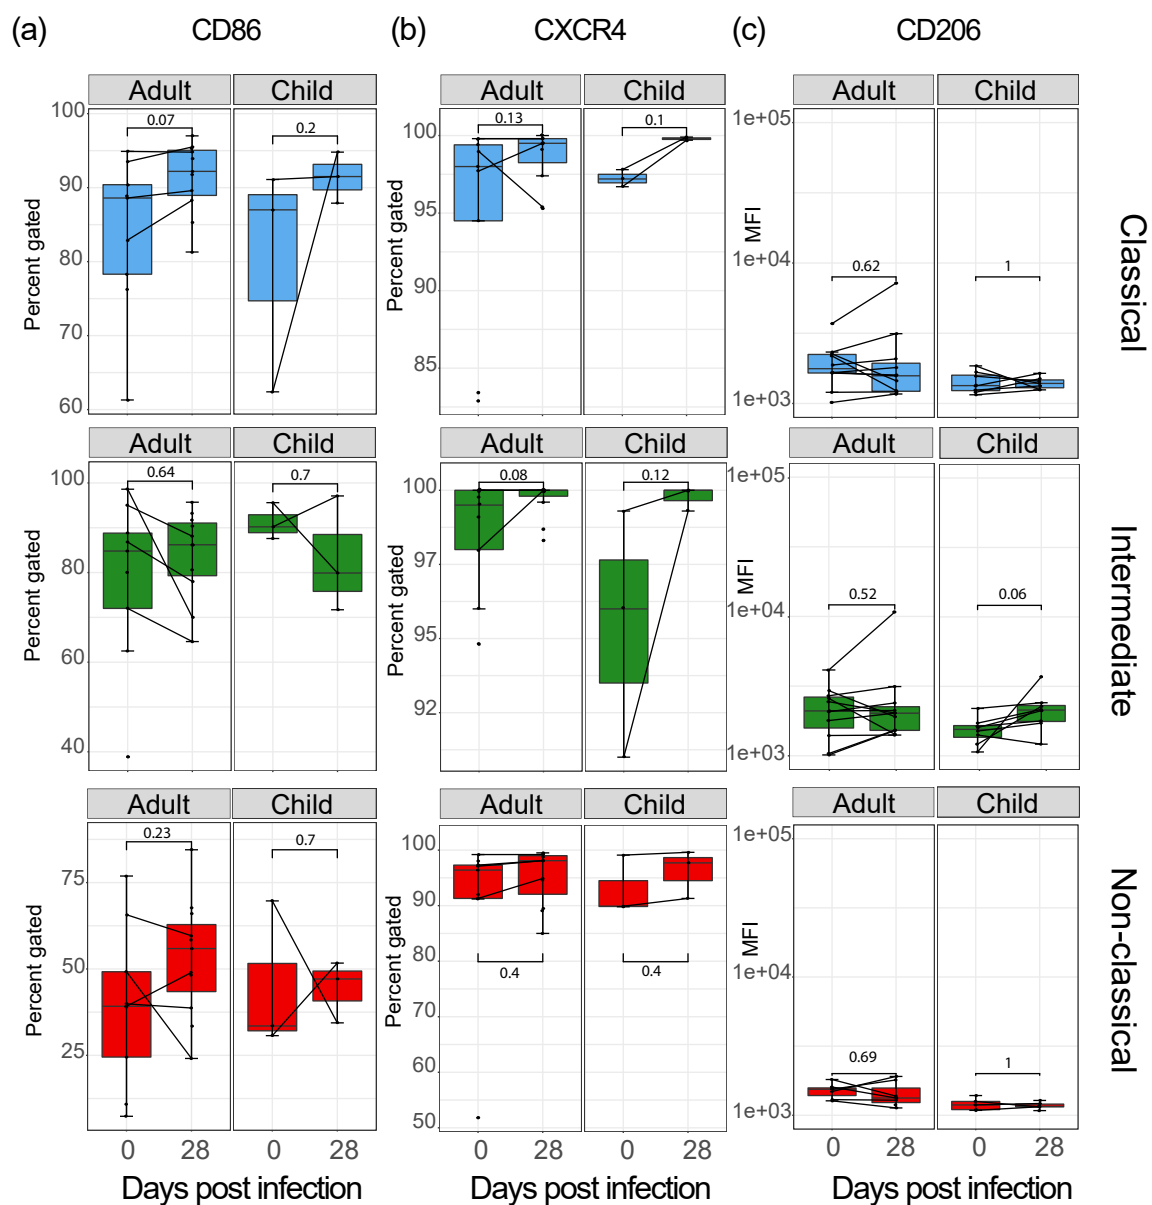 (a) CD86 (b) CXCR4 (c) CD206
Adult Child Adult Child Adult Child
Percent gated
100
90
80
70
60
0.07
0.2
Percent gated
100
95
90
85
0.13
0.1
MFI
1e+05
1e+04
1e+03
0.62
1
Classical
Adult Child Adult Child Adult Child
Percent gated
100
80
60
40
0.64
0.7
Percent gated
100
97
95
92
0.08
0.12
MFI
1e+05
1e+04
1e+03
0.52
0.06
Intermediate
Adult Child Adult Child Adult Child
Percent gated
75
50
25
0.23
0.7
Percent gated
100
90
80
70
60
50
0.4
0.4
MFI
1e+05
1e+04
1e+03
0.69
1
Non-classical
0 28 0 28 0 28 0 28 0 28 0 28
Days post infection Days post infection Days post infection